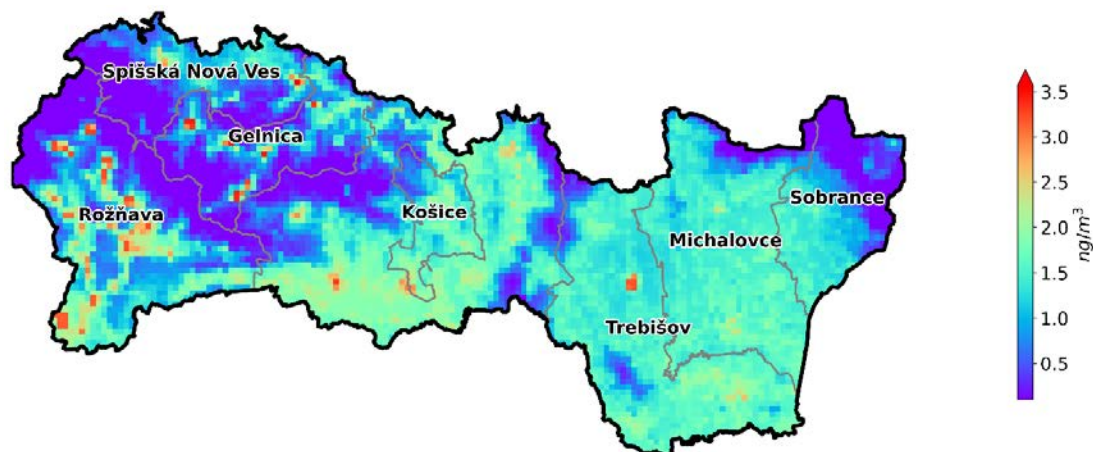 Spišská Nová Ves
Gelnica
Rožňava
Košice
Sobrance
Michalovce
Trebišov
3.5
3.0
2.5
2.0
1.5
1.0
0.5
ng/m³